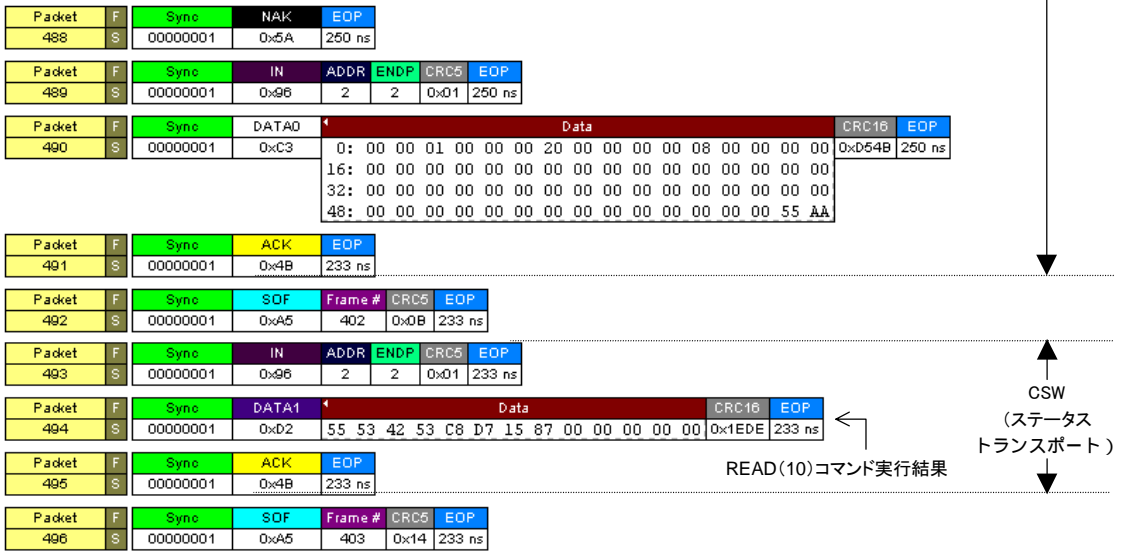 Packet F Sync NAK EOP
488 S 00000001 0x5A 250 ns
Packet F Sync IN ADDR ENDP CRC5 EOP
489 S 00000001 0x96 2 2 0x01 250 ns
Packet F Sync DATA0 Data CRC16 EOP
490 S 00000001 0xC3 0: 00 00 01 00 00 00 20 00 00 00 00 08 00 00 00 00 0xD54B 250 ns
16: 00 00 00 00 00 00 00 00 00 00 00 00 00 00 00 00
32: 00 00 00 00 00 00 00 00 00 00 00 00 00 00 00 00
48: 00 00 00 00 00 00 00 00 00 00 00 00 00 00 55 AA
Packet F Sync ACK EOP
491 S 00000001 0x4B 233 ns
Packet F Sync SOF Frame # CRC5 EOP
492 S 00000001 0xA5 402 0x0B 233 ns
Packet F Sync IN ADDR ENDP CRC5 EOP
493 S 00000001 0x96 2 2 0x01 233 ns
Packet F Sync DATA1 Data CRC16 EOP
494 S 00000001 0xD2 55 53 42 53 C8 D7 15 87 00 00 00 00 00 0x1EDE 233 ns
CSW
(ステータス
トランスポート)
READ(10)コマンド実行結果
Packet F Sync ACK EOP
495 S 00000001 0x4B 233 ns
Packet F Sync SOF Frame # CRC5 EOP
496 S 00000001 0xA5 403 0x14 233 ns